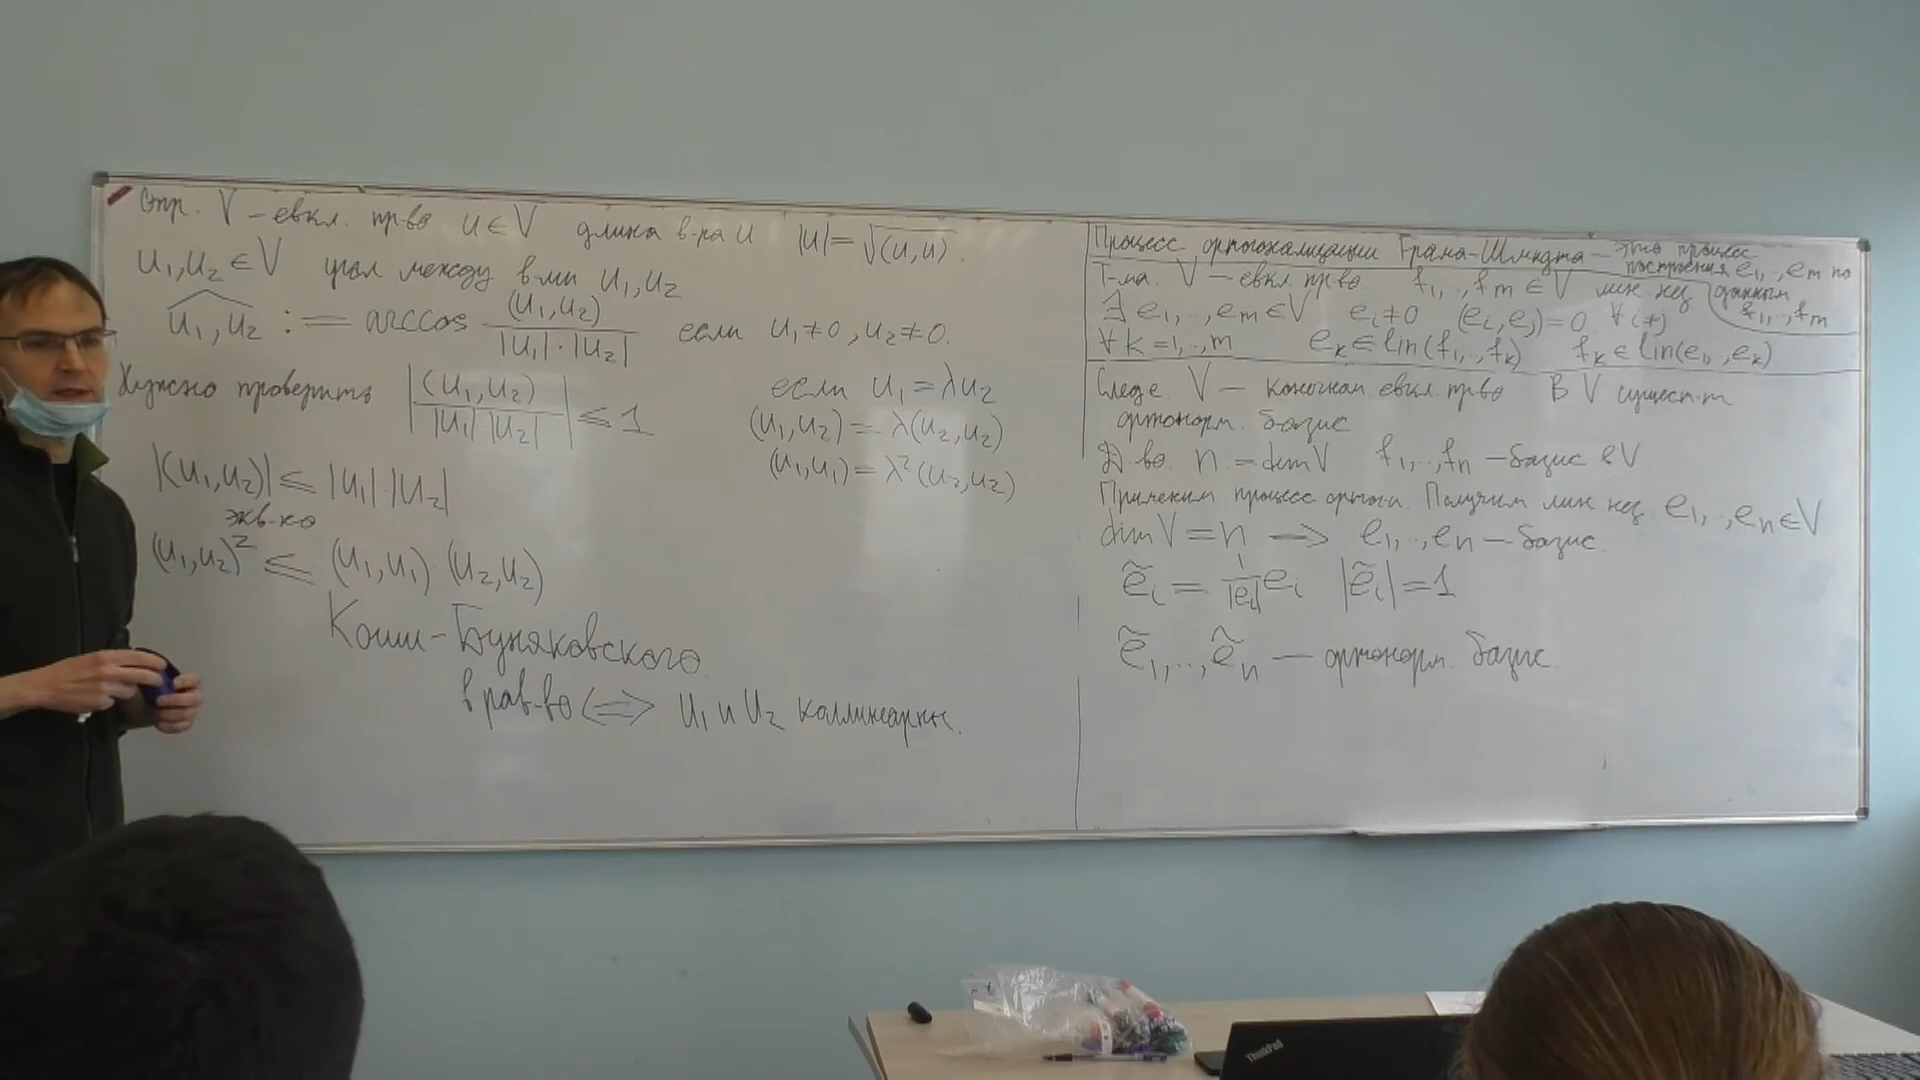 Опр. V – евкл. пр-во u ∈ V длина в-ра u |u| = √(u,u).
u₁, u₂ ∈ V угол между в-ми u₁, u₂
u₁, u₂ := arccos (u₁,u₂) / |u₁|·|u₂| если u₁ ≠ 0, u₂ ≠ 0.
Нужно проверить |(u₁,u₂) / |u₁| |u₂|| ≤ 1
|(u₁,u₂)| ≤ |u₁|·|u₂|
экв-но
(u₁,u₂)² ≤ (u₁,u₁)·(u₂,u₂)
Коши-Буняковского
в рав-во ⟺ u₁ и u₂ коллинеарны.
если u₁ = λu₂
(u₁,u₂) = λ(u₂,u₂)
(u₁,u₁) = λ²(u₂,u₂)
Процесс ортогонализации Грама-Шмидта – это процесс
построения e₁,..,eₘ по
данным
f₁,..,fₘ
Т-ма. V – евкл. пр-во f₁,..,fₘ ∈ V лин. нез.
∃ e₁,..,eₘ ∈ V eᵢ ≠ 0 (eᵢ,eⱼ) = 0 ∀ i≠j
∀ k = 1,..,m eₖ ∈ lin(f₁,..,fₖ) fₖ ∈ lin(e₁,..,eₖ)
Следс. V – конечном. евкл. пр-во В V сущест-т
ортонорм. базис
Д-во. n = dim V f₁,..,fₙ – базис в V
Применим процесс ортог. Получим лин. нез. e₁,..,eₙ ∈ V
dim V = n ⟹ e₁,..,eₙ – базис.
ẽᵢ = 1/|eᵢ| eᵢ |ẽᵢ| = 1
ẽ₁,..,ẽₙ – ортонорм. базис.
ThinkPad